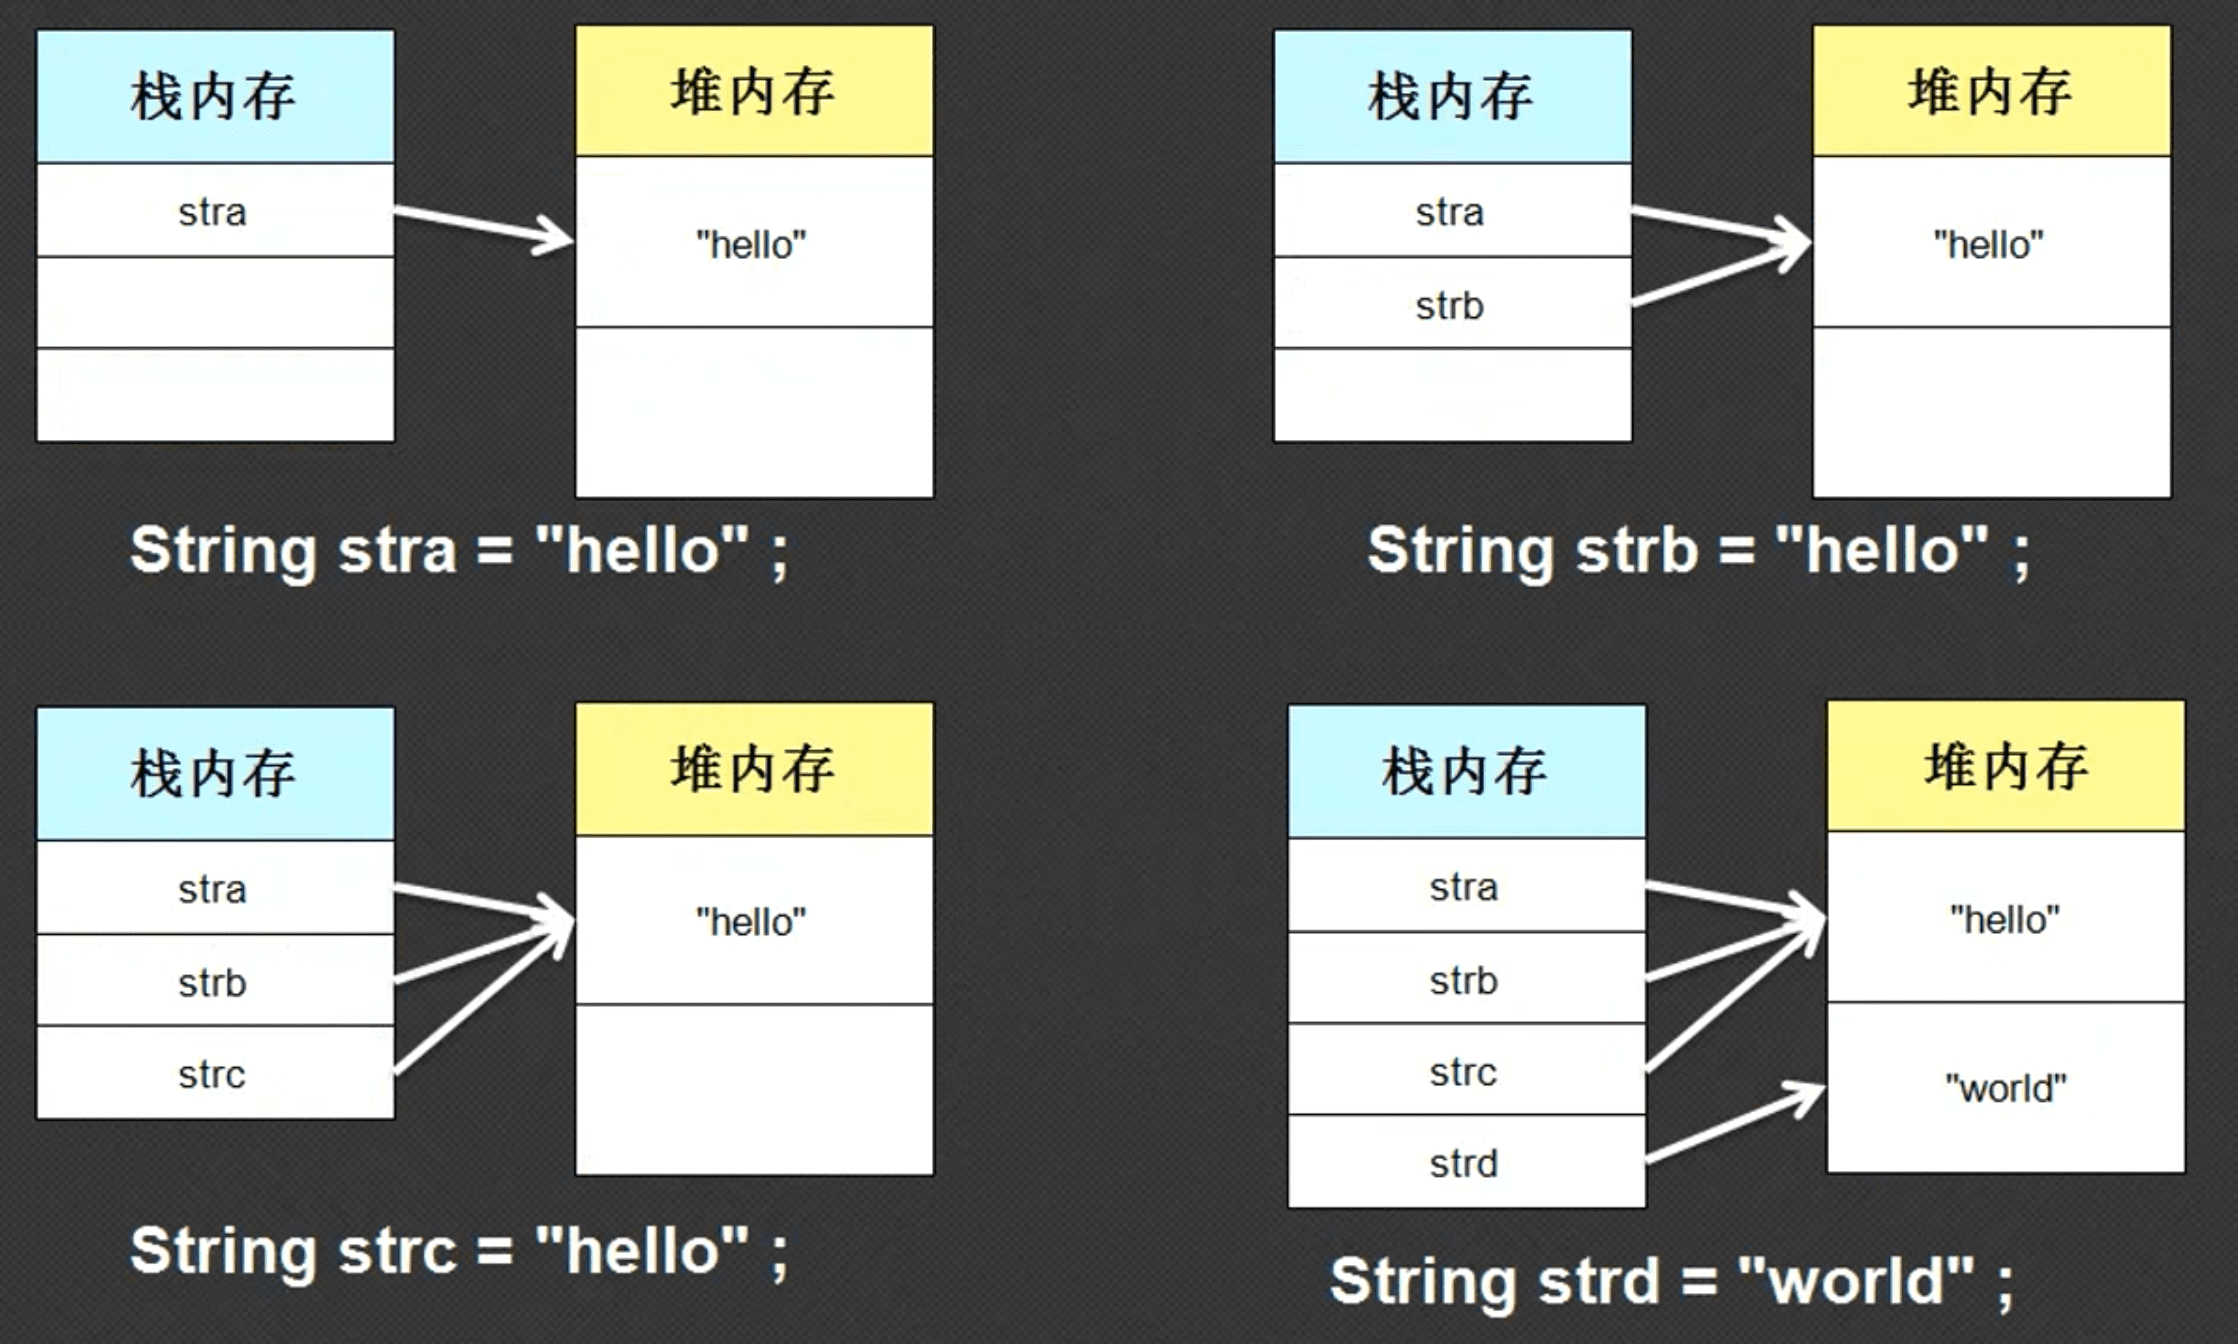 栈内存
堆内存
stra
"hello"
String stra = "hello" ;
栈内存
堆内存
stra
strb
"hello"
String strb = "hello" ;
栈内存
堆内存
stra
strb
strc
"hello"
String strc = "hello" ;
栈内存
堆内存
stra
strb
strc
strd
"hello"
"world"
String strd = "world" ;